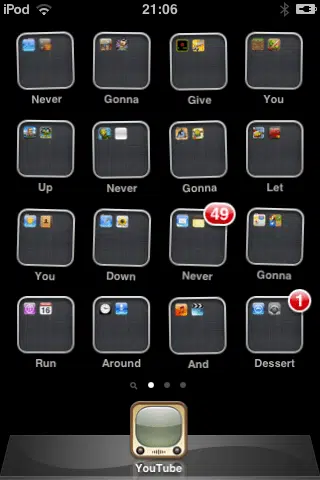 iPod 21:06
Never Gonna Give You
Up Never Gonna Let
49
You Down Never Gonna
16
1
Run Around And Dessert
YouTube